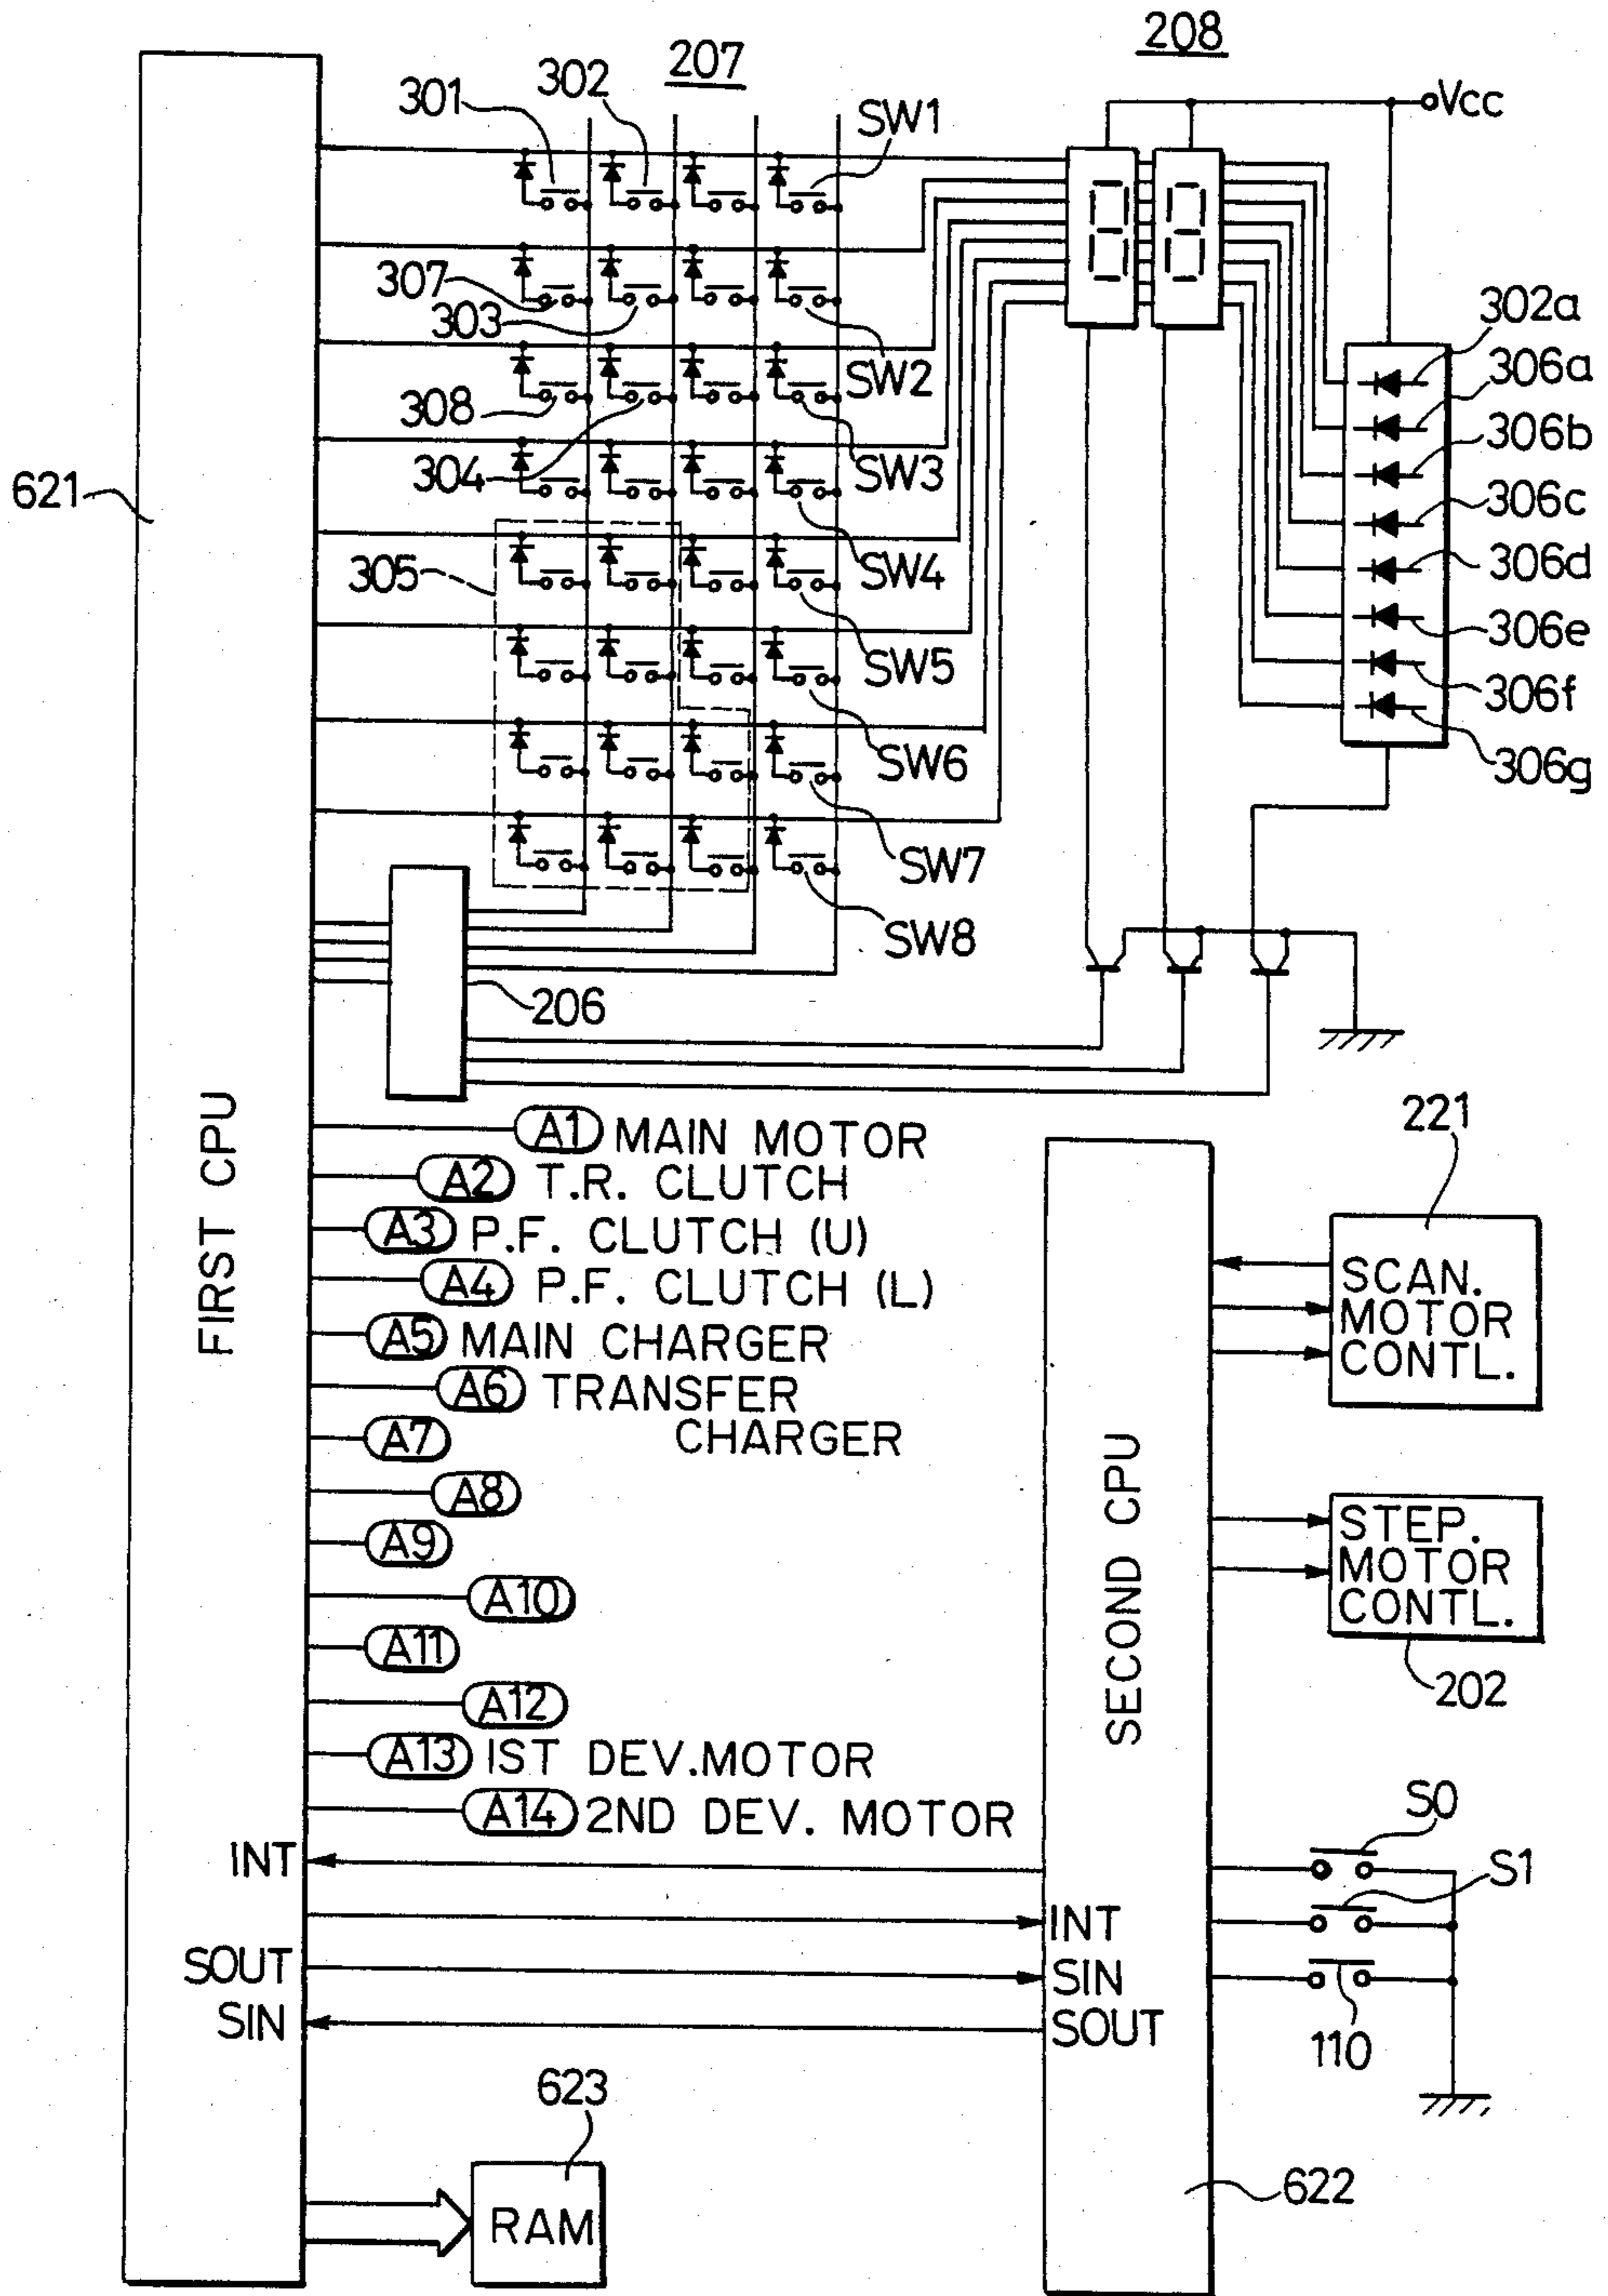 208
207
301
302
SW1
Vcc
307
303
SW2
302a
306a
308
304
SW3
306b
621
306c
305
SW4
306d
SW5
306e
SW6
306f
SW7
306g
SW8
206
FIRST CPU
A1 MAIN MOTOR
A2 T.R. CLUTCH
A3 P.F. CLUTCH (U)
A4 P.F. CLUTCH (L)
A5 MAIN CHARGER
A6 TRANSFER
CHARGER
A7
A8
A9
A10
A11
A12
A13 1ST DEV.MOTOR
A14 2ND DEV. MOTOR
INT
SOUT
SIN
623
RAM
SECOND CPU
INT
SIN
SOUT
622
221
SCAN.
MOTOR
CONTL.
STEP.
MOTOR
CONTL.
202
S0
S1
110